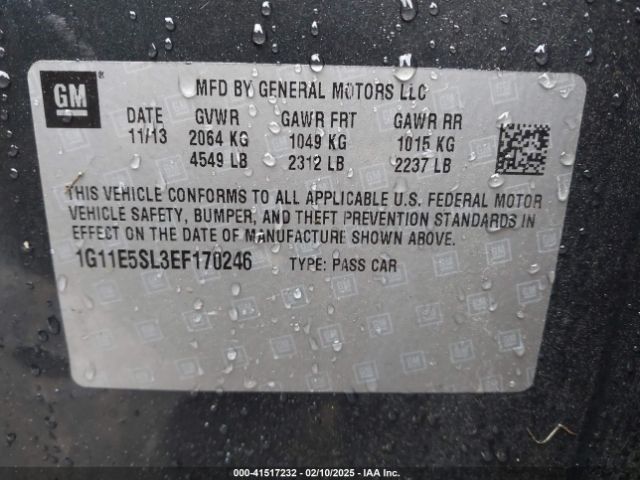 GM
MFD BY GENERAL MOTORS LLC
DATE GVWR GAWR FRT GAWR RR
11/13 2064 KG 1049 KG 1015 KG
4549 LB 2312 LB 2237 LB
THIS VEHICLE CONFORMS TO ALL APPLICABLE U.S. FEDERAL MOTOR
VEHICLE SAFETY, BUMPER, AND THEFT PREVENTION STANDARDS IN
EFFECT ON THE DATE OF MANUFACTURE SHOWN ABOVE.
1G11E5SL3EF170246 TYPE: PASS CAR
000-41517232 - 02/10/2025 - IAA Inc.